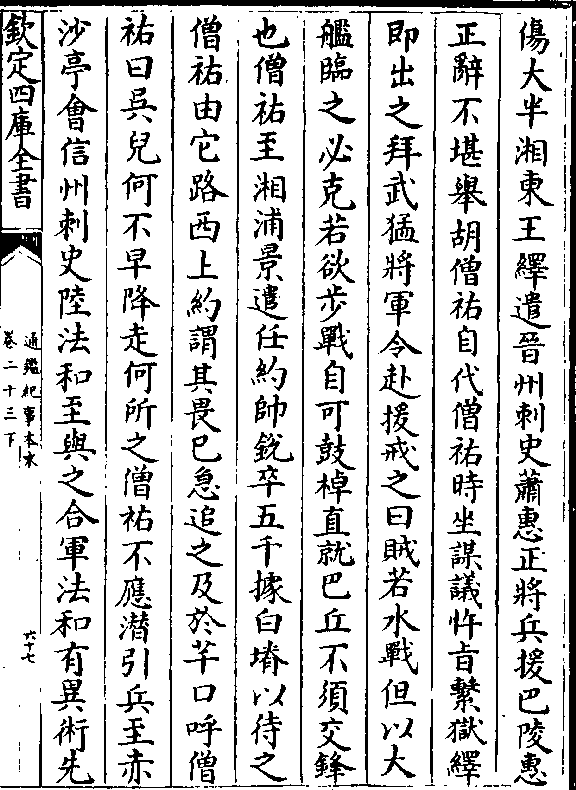 傷大半湘東王繹遣晉州刺史蕭惠正將兵援巴陵惠
正辭不堪舉胡僧祐自代僧祐時坐謀議忤旨繫獄繹
即出之拜武猛將軍令赴援戒之曰賊若水戰但以大
艦臨之必克若欲步戰自可鼓棹直就巴丘不須交鋒
也僧祐至湘浦景遣任約帥銳卒五千據白塉以待之
僧祐由它路西上約謂其畏已急追之及於芊口呼僧
祐曰吳兒何不早降走何所之僧祐不應潛引兵至赤
沙亭會信州刺史陸法和至與之合軍法和有異術先
欽定四庫全書
通鑑紀事本末
卷二十三下
六十七